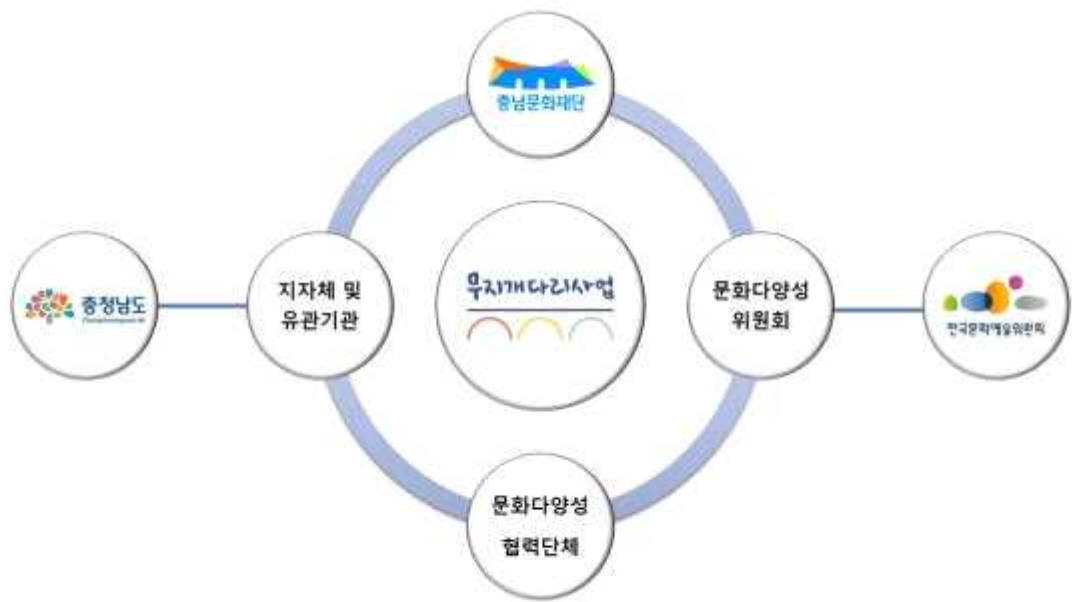 충남문화재단
충청남도
지자체 및
유관기관
무지개다리사업
문화다양성
위원회
한국문화예술위원회
문화다양성
협력단체